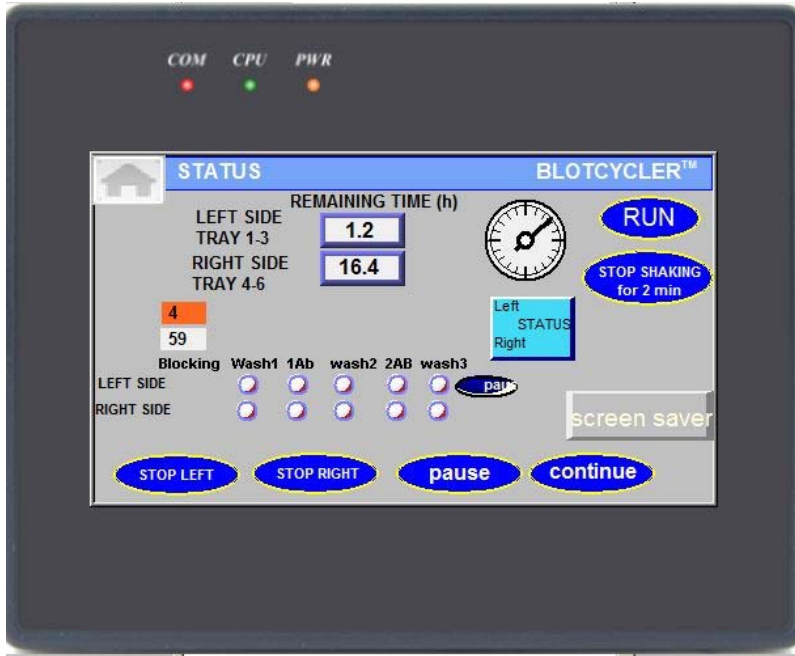 COM CPU PWR
STATUS BLOTCYCLER™
REMAINING TIME (h)
LEFT SIDE
TRAY 1-3
1.2
RIGHT SIDE
TRAY 4-6
16.4
RUN
STOP SHAKING
for 2 min
4
59
Left
STATUS
Right
Blocking Wash1 1Ab wash2 2AB wash3
LEFT SIDE
paus
RIGHT SIDE
screen saver
STOP LEFT STOP RIGHT pause continue